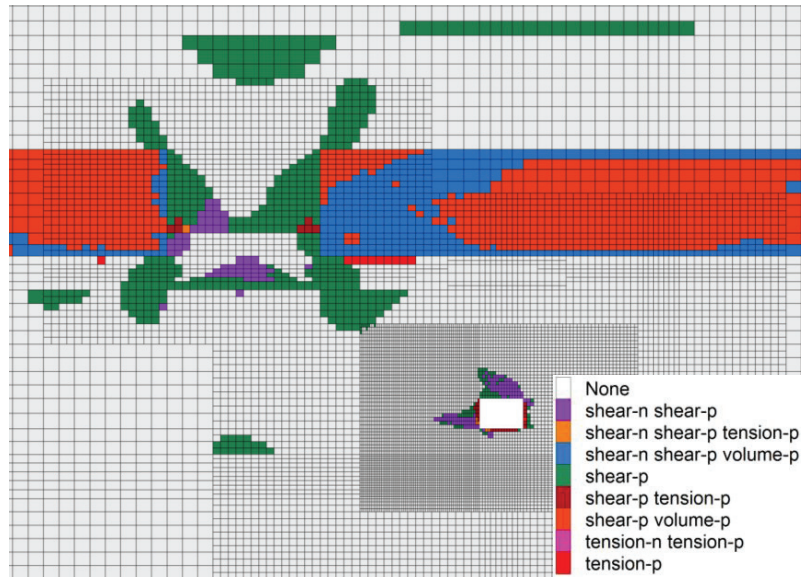 None
shear-n shear-p
shear-n shear-p tension-p
shear-n shear-p volume-p
shear-p
shear-p tension-p
shear-p volume-p
tension-n tension-p
tension-p